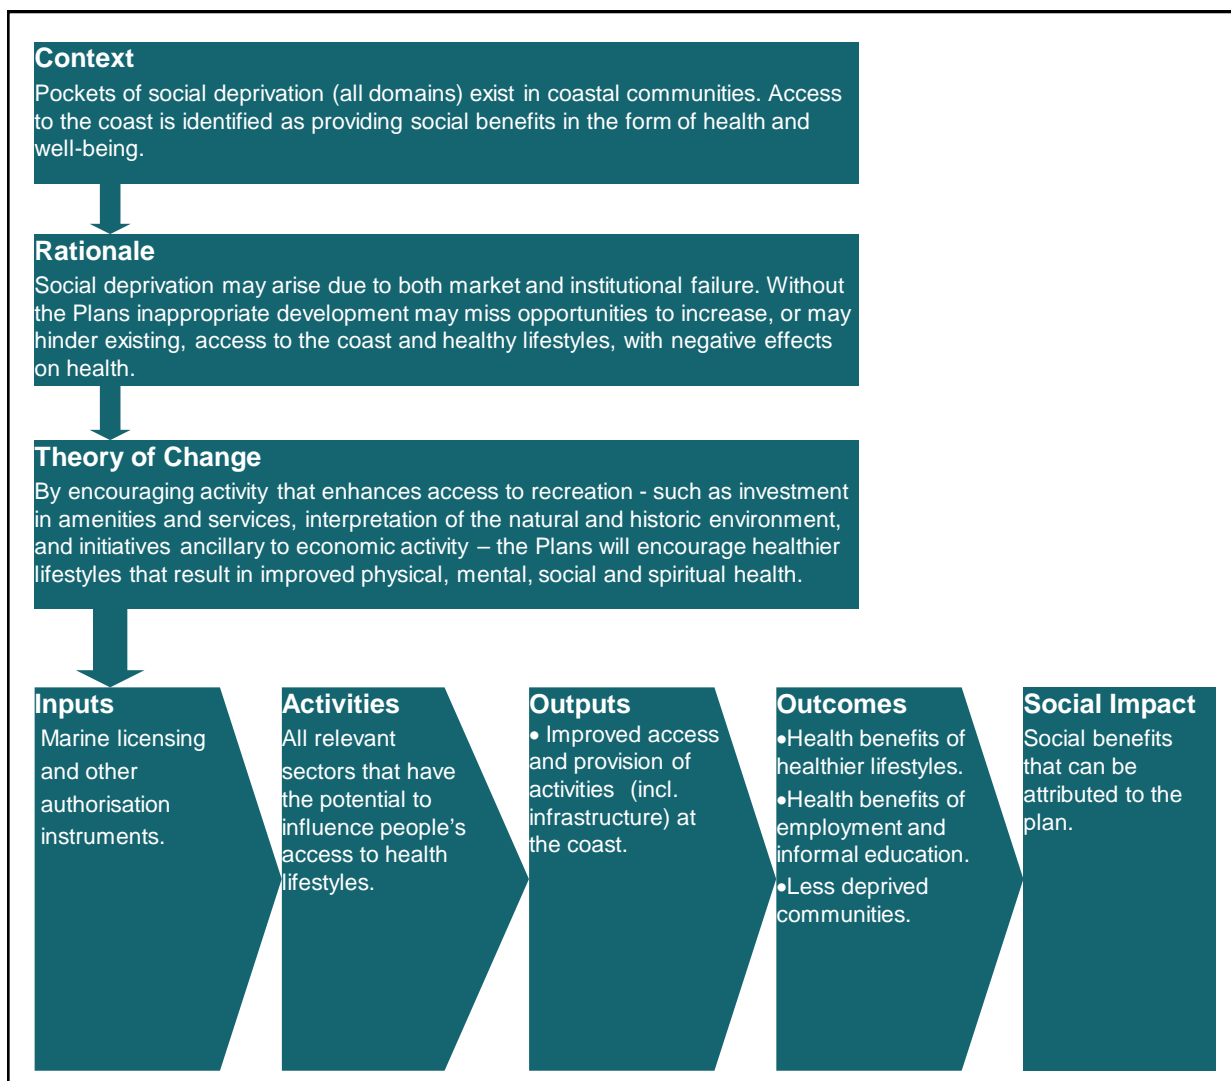 Context
Pockets of social deprivation (all domains) exist in coastal communities. Access
to the coast is identified as providing social benefits in the form of health and
well-being.
Rationale
Social deprivation may arise due to both market and institutional failure. Without
the Plans inappropriate development may miss opportunities to increase, or may
hinder existing, access to the coast and healthy lifestyles, with negative effects
on health.
Theory of Change
By encouraging activity that enhances access to recreation - such as investment
in amenities and services, interpretation of the natural and historic environment,
and initiatives ancillary to economic activity – the Plans will encourage healthier
lifestyles that result in improved physical, mental, social and spiritual health.
Inputs
Marine licensing
and other
authorisation
instruments.
Activities
All relevant
sectors that have
the potential to
influence people's
access to health
lifestyles.
Outputs
• Improved access
and provision of
activities (incl.
infrastructure) at
the coast.
Outcomes
•Health benefits of
healthier lifestyles.
•Health benefits of
employment and
informal education.
•Less deprived
communities.
Social Impact
Social benefits
that can be
attributed to the
plan.